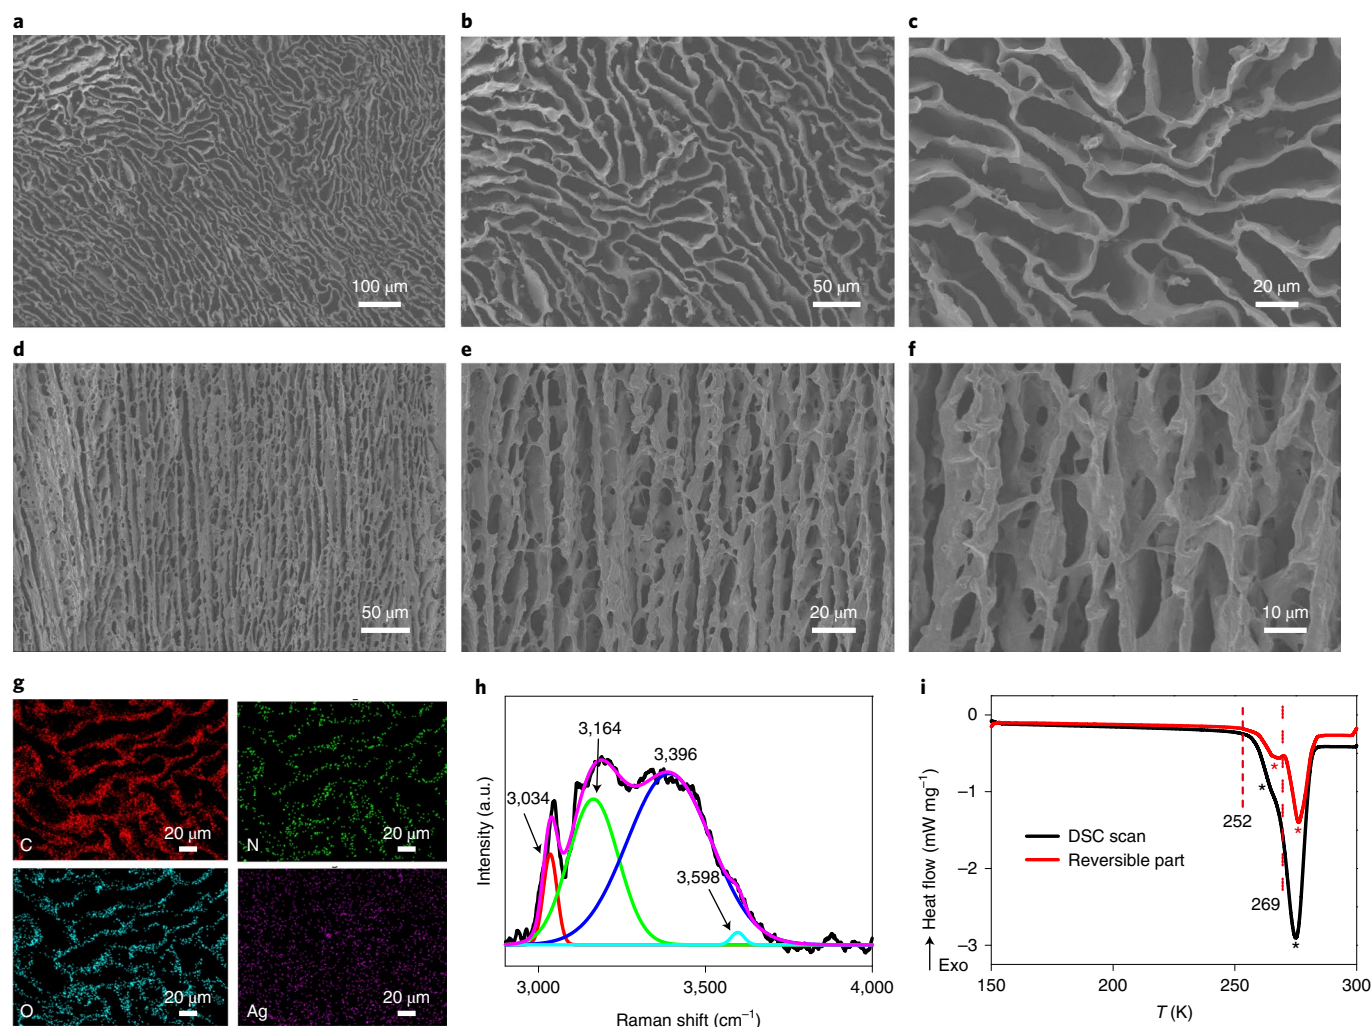 a
b
c
100 μm
50 μm
20 μm
d
e
f
50 μm
20 μm
10 μm
g
C
20 μm
N
20 μm
O
20 μm
Ag
20 μm
h
Intensity (a.u.)
3,034
3,164
3,396
3,598
3,000
3,500
4,000
Raman shift (cm⁻¹)
i
Heat flow (mW mg⁻¹)
Exo
0
−1
−2
−3
252
269
*
*
*
*
DSC scan
Reversible part
150
200
250
300
T (K)